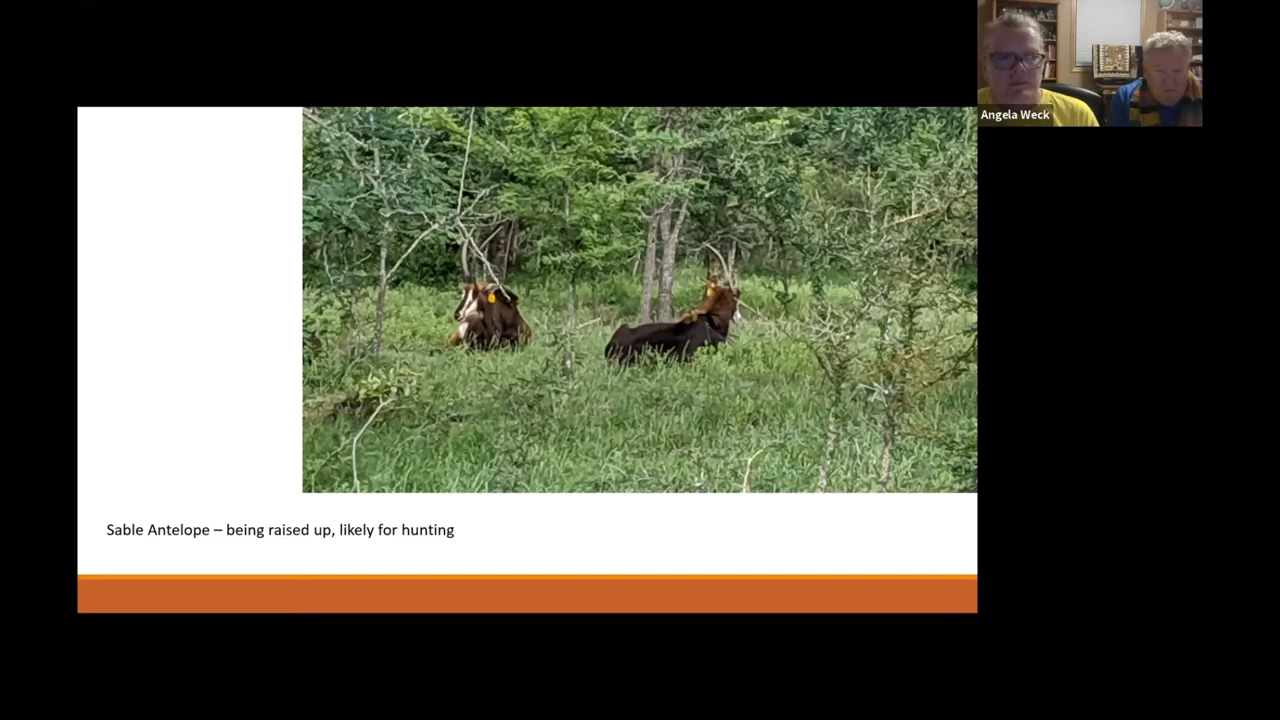 Angela Weck
Sable Antelope – being raised up, likely for hunting